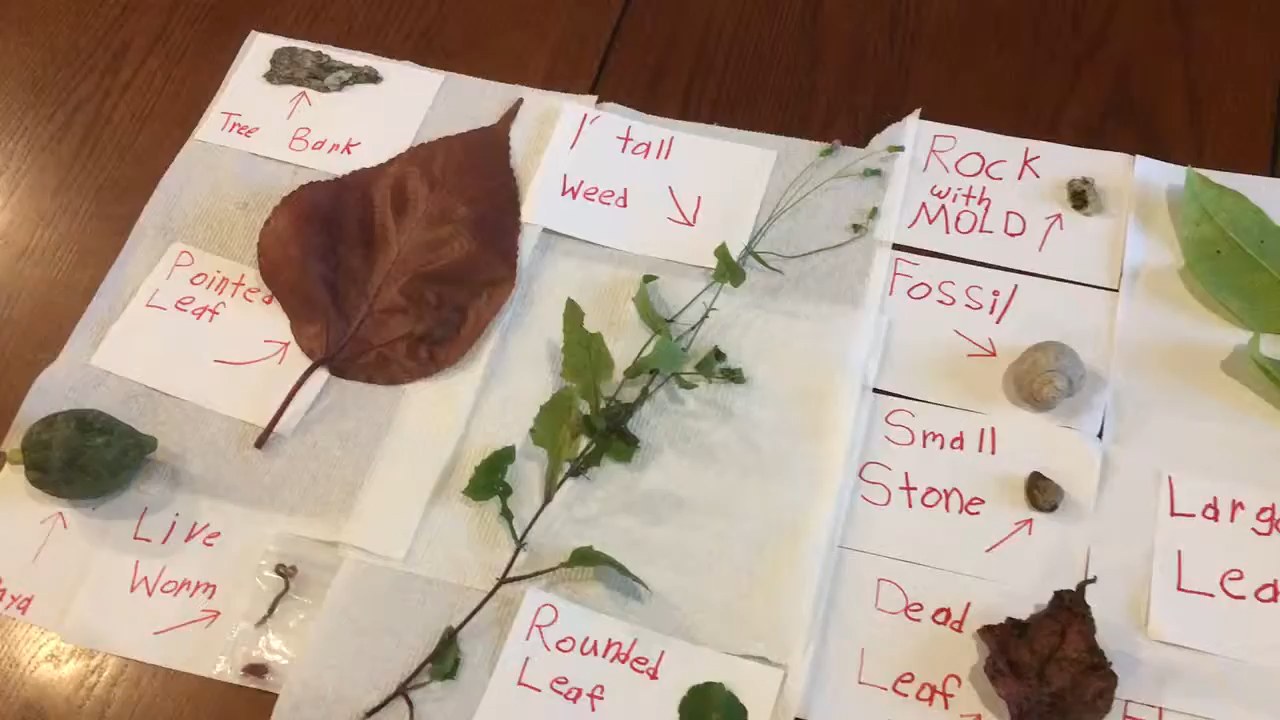 Tree Bark
Pointed
Leaf
Live
Worm
1' tall
Weed
Rounded
Leaf
ROCK
with
MOLD
Fossil
Small
Stone
Dead
Leaf
Leaf